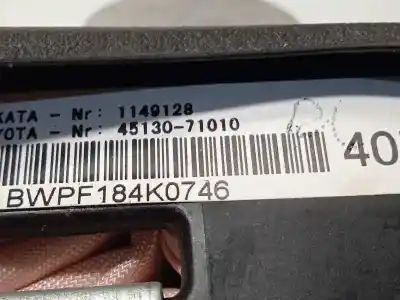 KATA - Nr: 1149128
YOTA - Nr: 45130-71010
40
BWPF184K0746